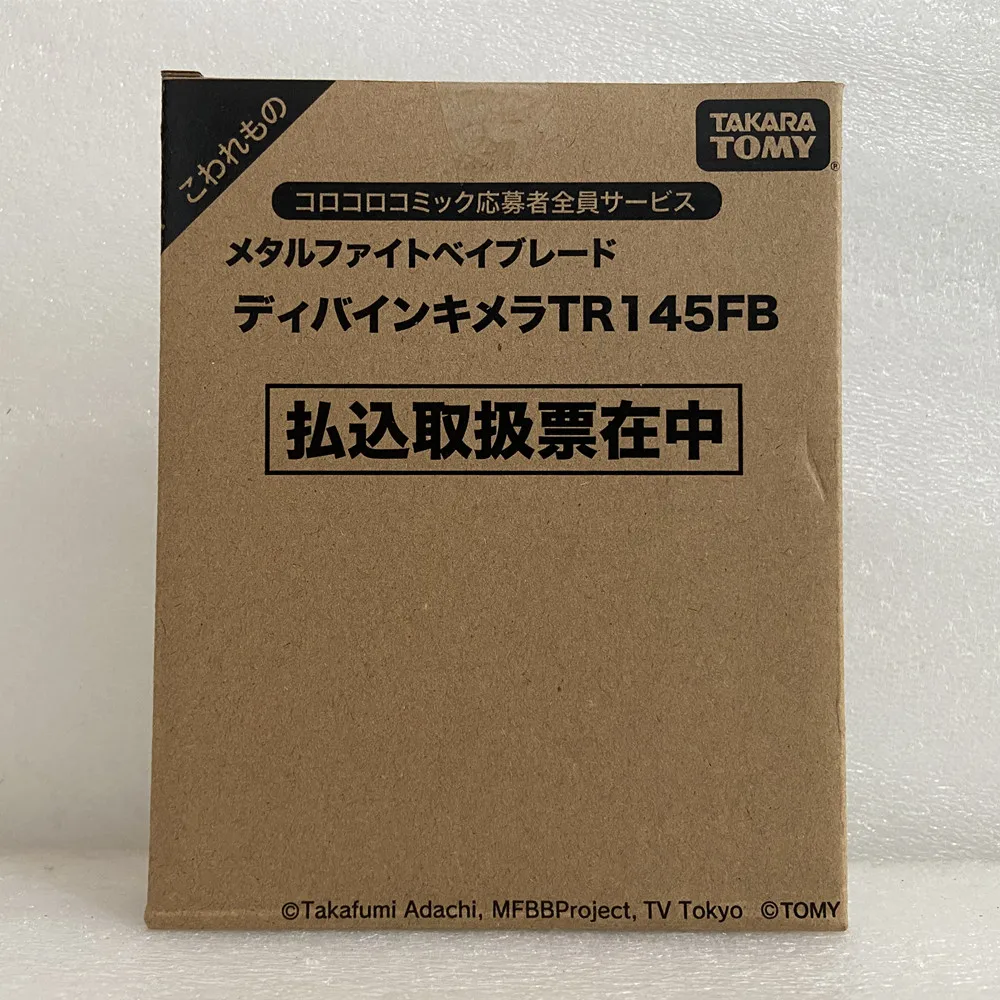 こわれもの
TAKARA
TOMY®
コロコロコミック応募者全員サービス
メタルファイトベイブレード
ディバインキメラTR145FB
払込取扱票在中
©Takafumi Adachi, MFBBProject, TV Tokyo ©TOMY